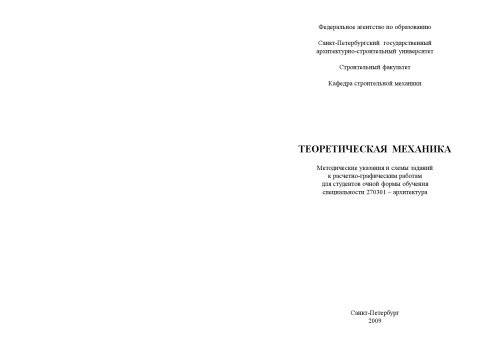 Федеральное агентство по образованию
Санкт-Петербургский государственный
архитектурно-строительный университет
Строительный факультет
Кафедра строительной механики
ТЕОРЕТИЧЕСКАЯ МЕХАНИКА
Методические указания и схемы заданий
к расчетно-графическим работам
для студентов очной формы обучения
специальности 270301 – архитектура
Санкт-Петербург
2009